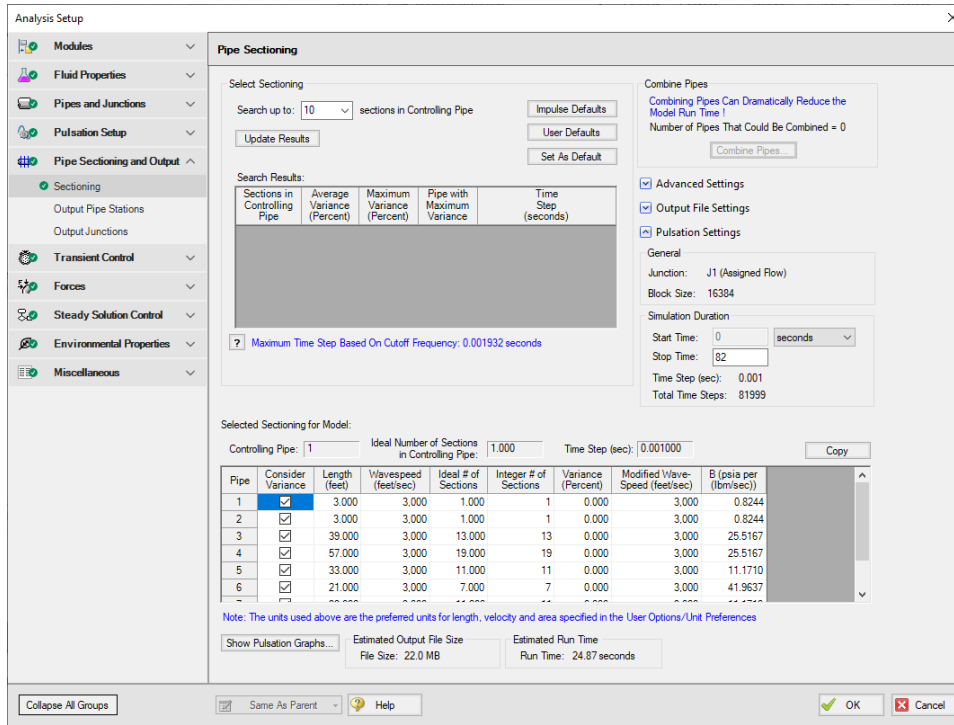 Analysis Setup
Modules
Fluid Properties
Pipes and Junctions
Pulsation Setup
Pipe Sectioning and Output
Sectioning
Output Pipe Stations
Output Junctions
Transient Control
Forces
Steady Solution Control
Environmental Properties
Miscellaneous
Pipe Sectioning
Select Sectioning
Search up to: 10 sections in Controlling Pipe
Update Results
Impulse Defaults
User Defaults
Set As Default
Search Results:
Sections in Controlling Pipe
Average Variance (Percent)
Maximum Variance (Percent)
Pipe with Maximum Variance
Time Step (seconds)
? Maximum Time Step Based On Cutoff Frequency: 0.001932 seconds
Combine Pipes
Combining Pipes Can Dramatically Reduce the
Model Run Time !
Number of Pipes That Could Be Combined = 0
Combine Pipes...
Advanced Settings
Output File Settings
Pulsation Settings
General
Junction: J1 (Assigned Flow)
Block Size: 16384
Simulation Duration
Start Time: 0 seconds
Stop Time: 82
Time Step (sec): 0.001
Total Time Steps: 81999
Selected Sectioning for Model:
Controlling Pipe: 1 Ideal Number of Sections in Controlling Pipe: 1.000 Time Step (sec): 0.001000 Copy
Pipe Consider Variance Length (feet) Wavespeed (feet/sec) Ideal # of Sections Integer # of Sections Variance (Percent) Modified Wave-Speed (feet/sec) B (psia per (lbm/sec))
1 3.000 3,000 1.000 1 0.000 3,000 0.8244
2 3.000 3,000 1.000 1 0.000 3,000 0.8244
3 39.000 3,000 13.000 13 0.000 3,000 25.5167
4 57.000 3,000 19.000 19 0.000 3,000 25.5167
5 33.000 3,000 11.000 11 0.000 3,000 11.1710
6 21.000 3,000 7.000 7 0.000 3,000 41.9637
Note: The units used above are the preferred units for length, velocity and area specified in the User Options/Unit Preferences
Show Pulsation Graphs...
Estimated Output File Size
File Size: 22.0 MB
Estimated Run Time
Run Time: 24.87 seconds
Collapse All Groups
Same As Parent
Help
OK
Cancel